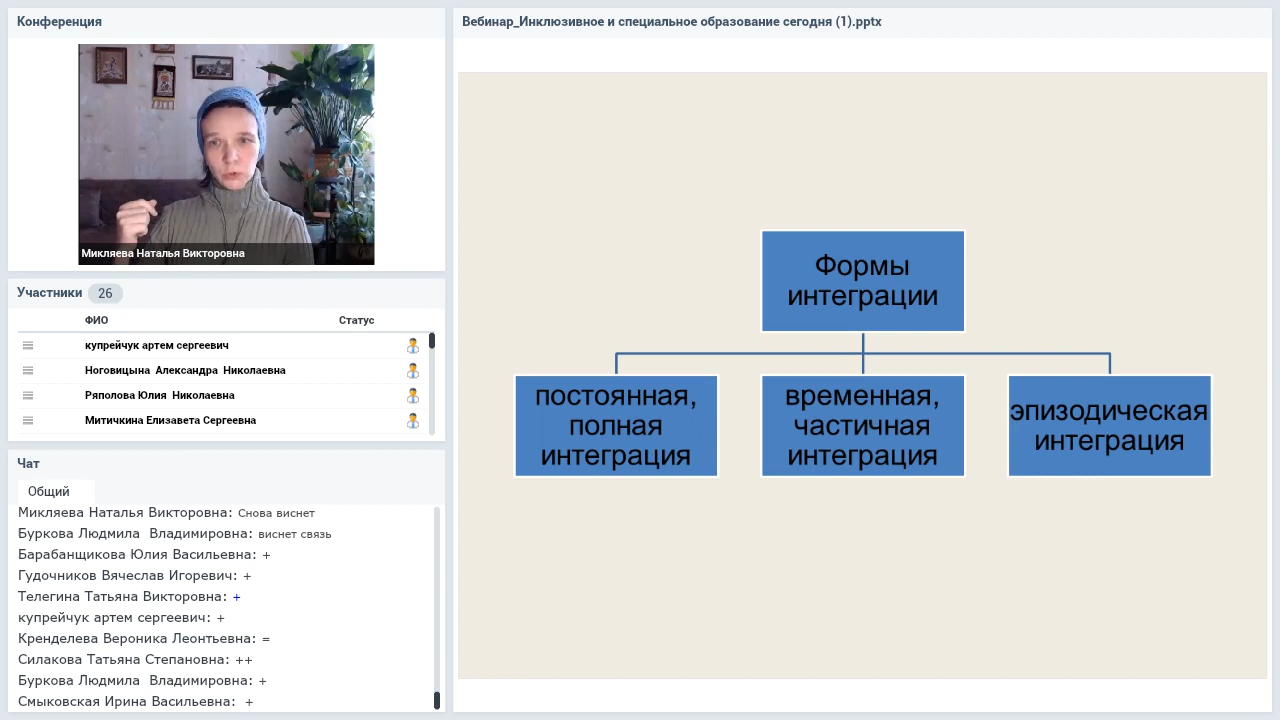 Конференция
Микляева Наталья Викторовна
Участники 26
ФИО Статус
купрейчук артем сергеевич
Ноговицына Александра Николаевна
Ряполова Юлия Николаевна
Митичкина Елизавета Сергеевна
Чат
Общий
Микляева Наталья Викторовна: Снова виснет
Буркова Людмила Владимировна: виснет связь
Барабанщикова Юлия Васильевна: +
Гудочников Вячеслав Игоревич: +
Телегина Татьяна Викторовна: +
купрейчук артем сергеевич: +
Кренделева Вероника Леонтьевна: =
Силакова Татьяна Степановна: ++
Буркова Людмила Владимировна: +
Смыковская Ирина Васильевна: +
Вебинар_Инклюзивное и специальное образование сегодня (1).pptx
Формы
интеграции
постоянная,
полная
интеграция
временная,
частичная
интеграция
эпизодическая
интеграция